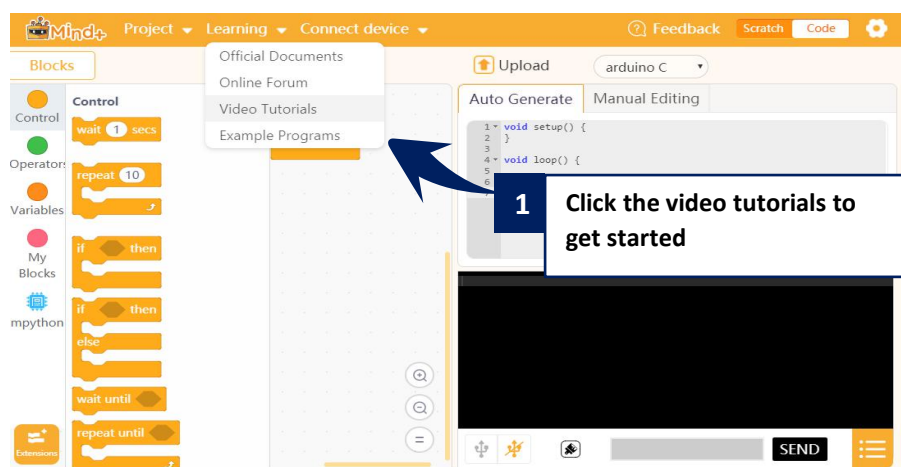 Mind+ Project Learning Connect device Feedback Scratch Code
Blocks
Official Documents
Online Forum
Video Tutorials
Example Programs
Upload arduino C
Auto Generate Manual Editing
Control
Operators
Variables
My
Blocks
mpython
Extensions
Control
wait 1 secs
repeat 10
if then
if then
else
wait until
repeat until
1 void setup() {
2 }
3
4 void loop() {
5
6
1 Click the video tutorials to
get started
SEND